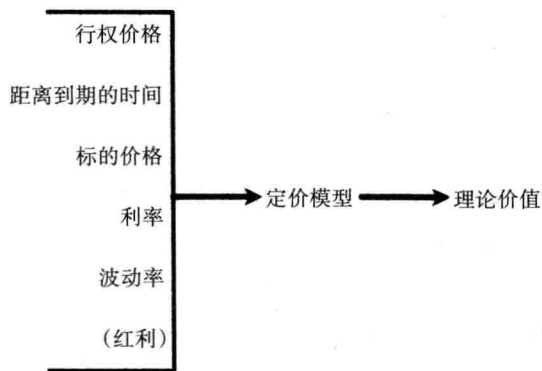 行权价格
距离到期的时间
标的价格
利率
波动率
(红利)
定价模型
理论价值